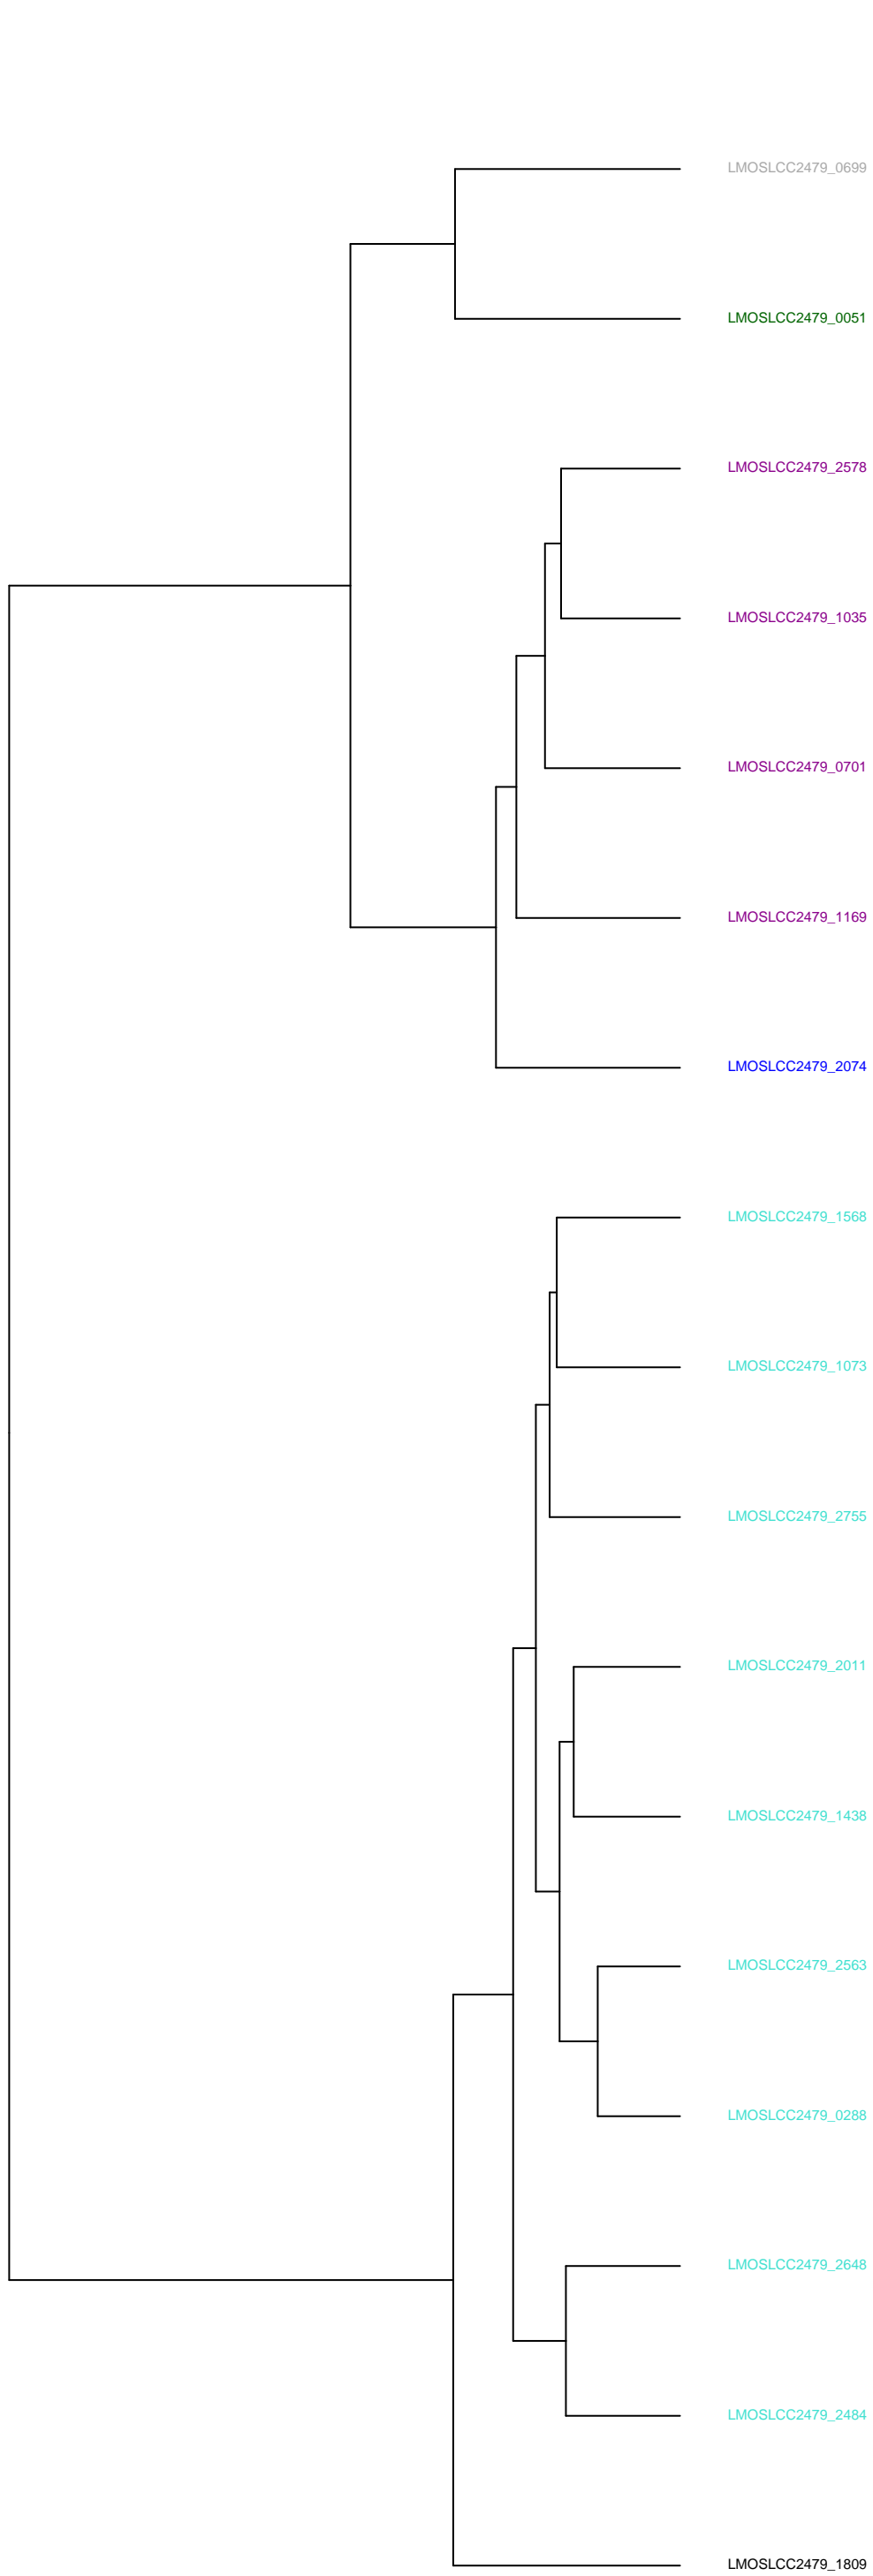 LMOSLCC2479_0699
LMOSLCC2479_0051
LMOSLCC2479_2578
LMOSLCC2479_1035
LMOSLCC2479_0701
LMOSLCC2479_1169
LMOSLCC2479_2074
LMOSLCC2479_1568
LMOSLCC2479_1073
LMOSLCC2479_2755
LMOSLCC2479_2011
LMOSLCC2479_1438
LMOSLCC2479_2563
LMOSLCC2479_0288
LMOSLCC2479_2648
LMOSLCC2479_2484
LMOSLCC2479_1809